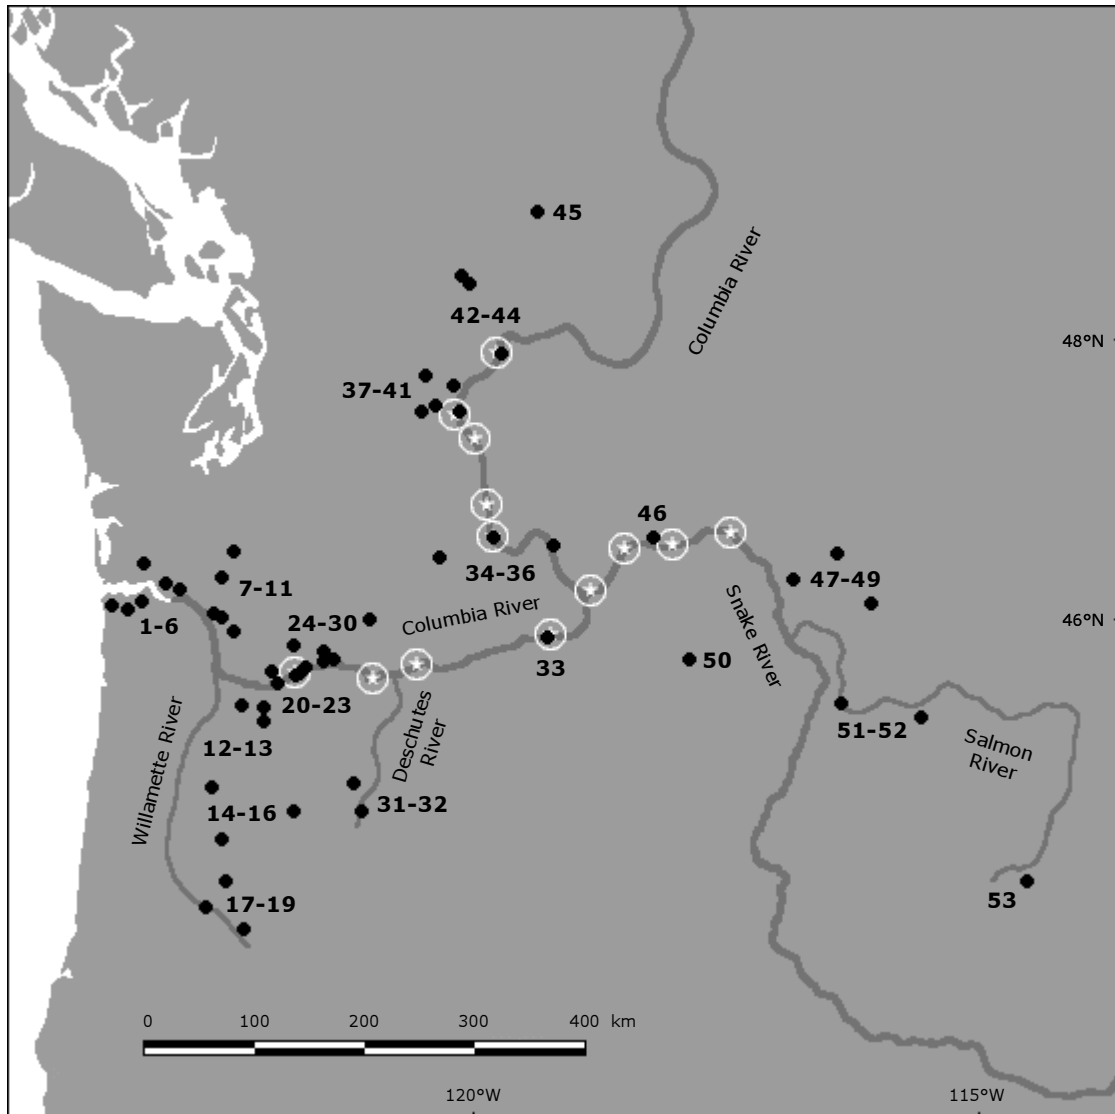 45
Columbia River
42-44
48°N
37-41
46
34-36
7-11
47-49
24-30
Columbia River
1-6
46°N
Snake River
33
50
20-23
Deschutes
River
51-52
12-13
Willamette River
Salmon
River
14-16
31-32
17-19
53
0 100 200 300 400 km
120°W 115°W